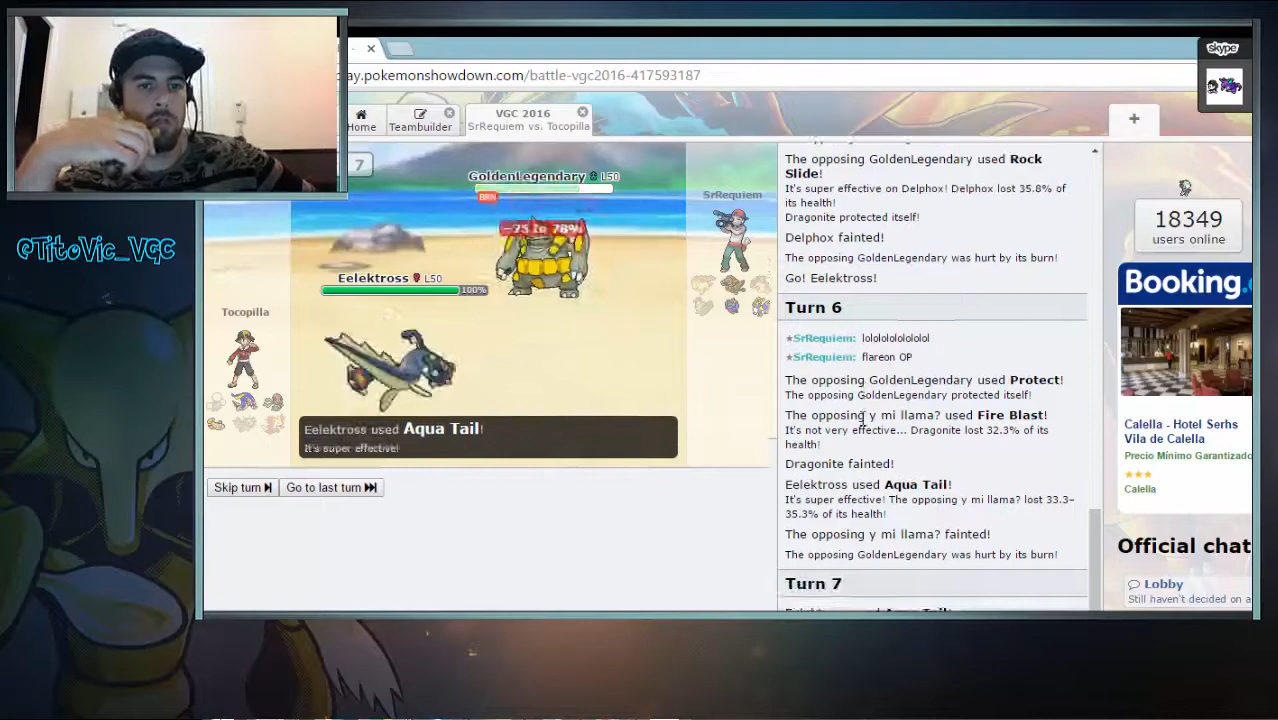 skype
ay.pokemonshowdown.com/battle-vgc2016-417593187
Home
Teambuilder
VGC 2016
SrRequiem vs. Tocopilla
+
7
GoldenLegendary L50
BRN
SrRequiem
Eelektross L50
100%
Tocopilla
Eelektross used Aqua Tail!
It's super effective!
Skip turn
Go to last turn
@TitoVic_VGC
The opposing GoldenLegendary used Rock
Slide!
It's super effective on Delphox! Delphox lost 35.8% of
its health!
Dragonite protected itself!
Delphox fainted!
The opposing GoldenLegendary was hurt by its burn!
Go! Eelektross!
Turn 6
★SrRequiem: lolololololololol
★SrRequiem: flareon OP
The opposing GoldenLegendary used Protect!
The opposing GoldenLegendary protected itself!
The opposing y mi llama? used Fire Blast!
It's not very effective... Dragonite lost 32.3% of its
health!
Dragonite fainted!
Eelektross used Aqua Tail!
It's super effective! The opposing y mi llama? lost 33.3–
35.3% of its health!
The opposing y mi llama? fainted!
The opposing GoldenLegendary was hurt by its burn!
Turn 7
18349
users online
Booking.c
Calella - Hotel Serhs
Vila de Calella
Precio Mínimo Garantizado
Calella
Official chat
Lobby
Still haven't decided on a